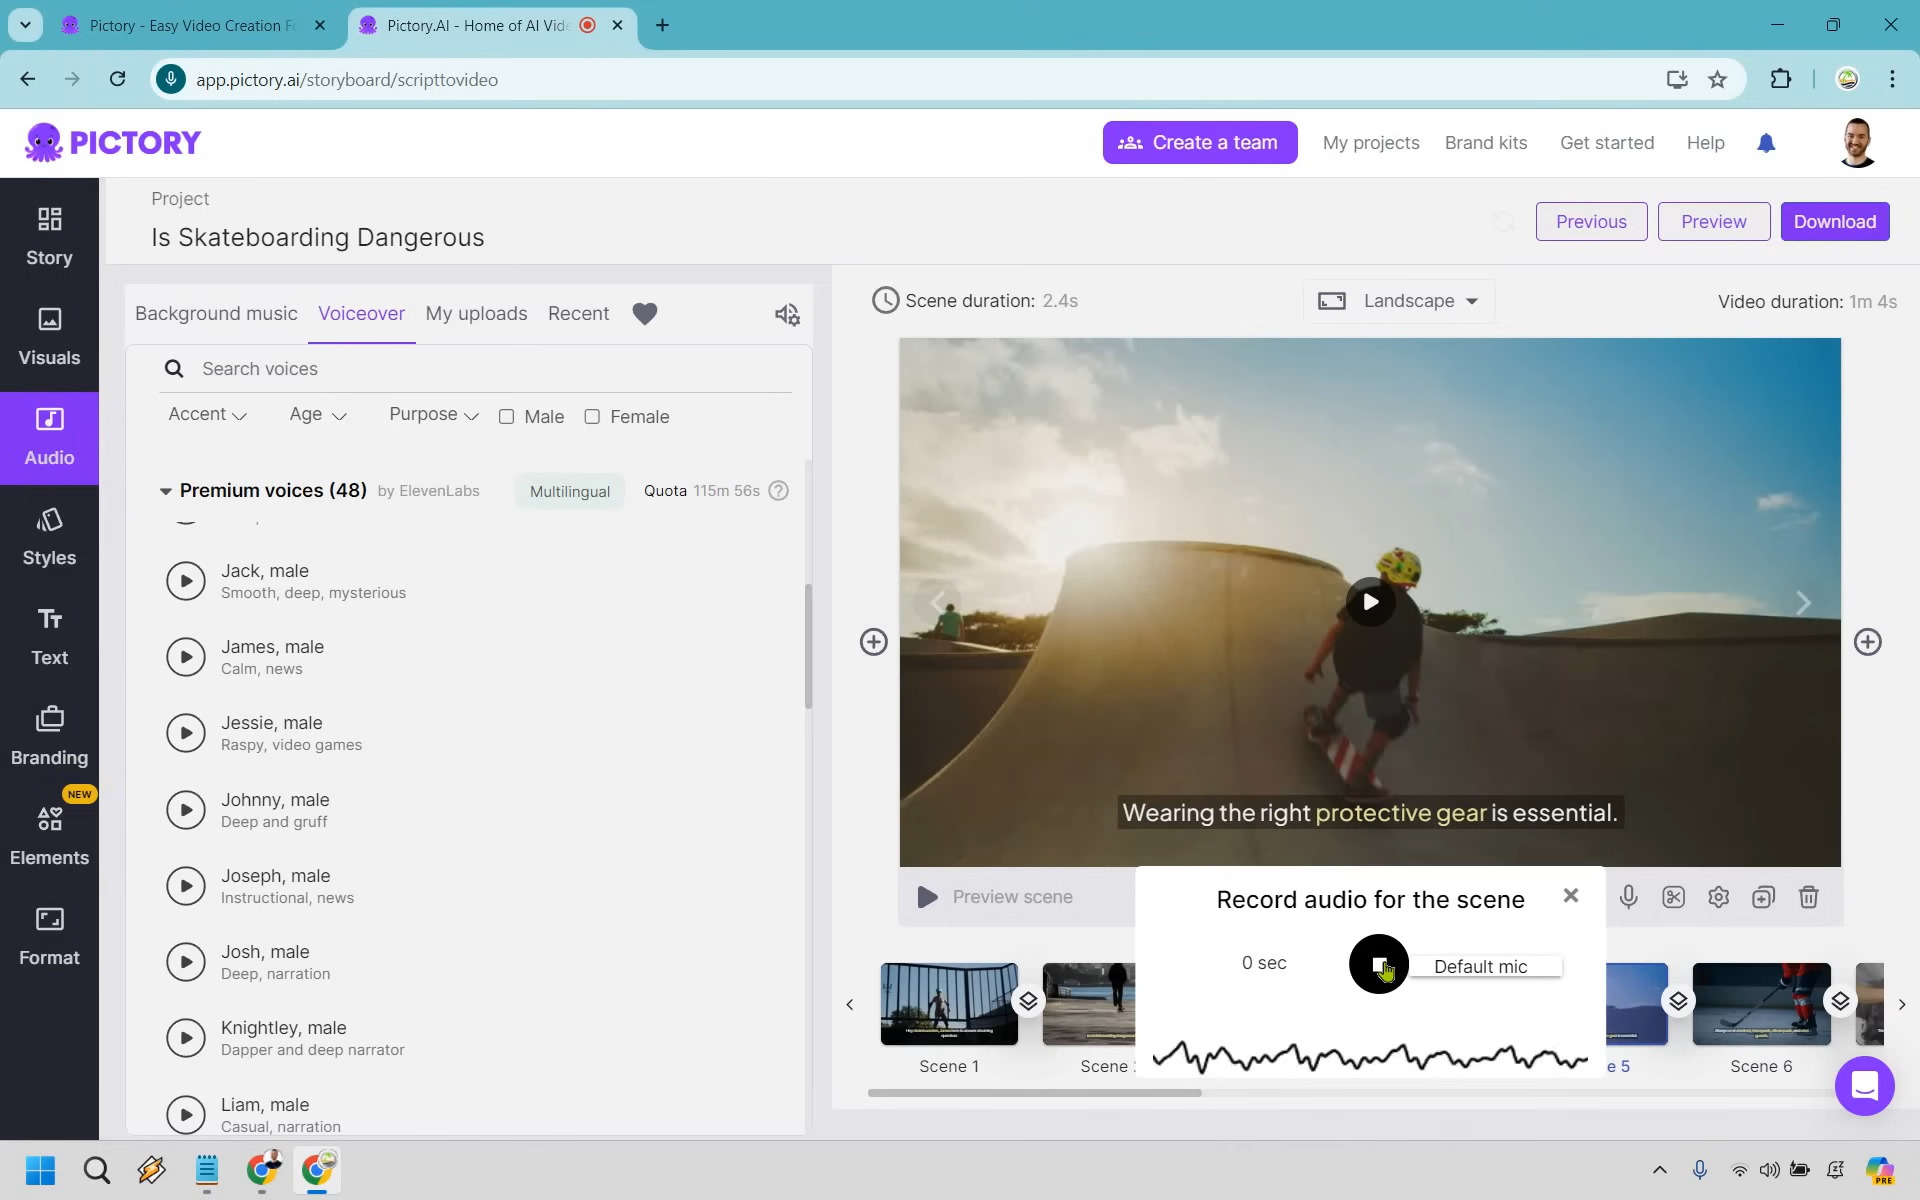 Pictory - Easy Video Creation F
Pictory.AI - Home of AI Vide
app.pictory.ai/storyboard/scripttovideo
PICTORY
Create a team
My projects
Brand kits
Get started
Help
Project
Is Skateboarding Dangerous
Previous
Preview
Download
Story
Visuals
Audio
Styles
Text
Branding
NEW
Elements
Format
Background music
Voiceover
My uploads
Recent
Search voices
Accent
Age
Purpose
Male
Female
Premium voices (48)
by ElevenLabs
Multilingual
Quota 115m 56s
Jack, male
Smooth, deep, mysterious
James, male
Calm, news
Jessie, male
Raspy, video games
Johnny, male
Deep and gruff
Joseph, male
Instructional, news
Josh, male
Deep, narration
Knightley, male
Dapper and deep narrator
Liam, male
Casual, narration
Scene duration: 2.4s
Landscape
Video duration: 1m 4s
Wearing the right protective gear is essential.
Preview scene
Record audio for the scene
0 sec
Default mic
Scene 1
Scene 2
e 5
Scene 6
PRE